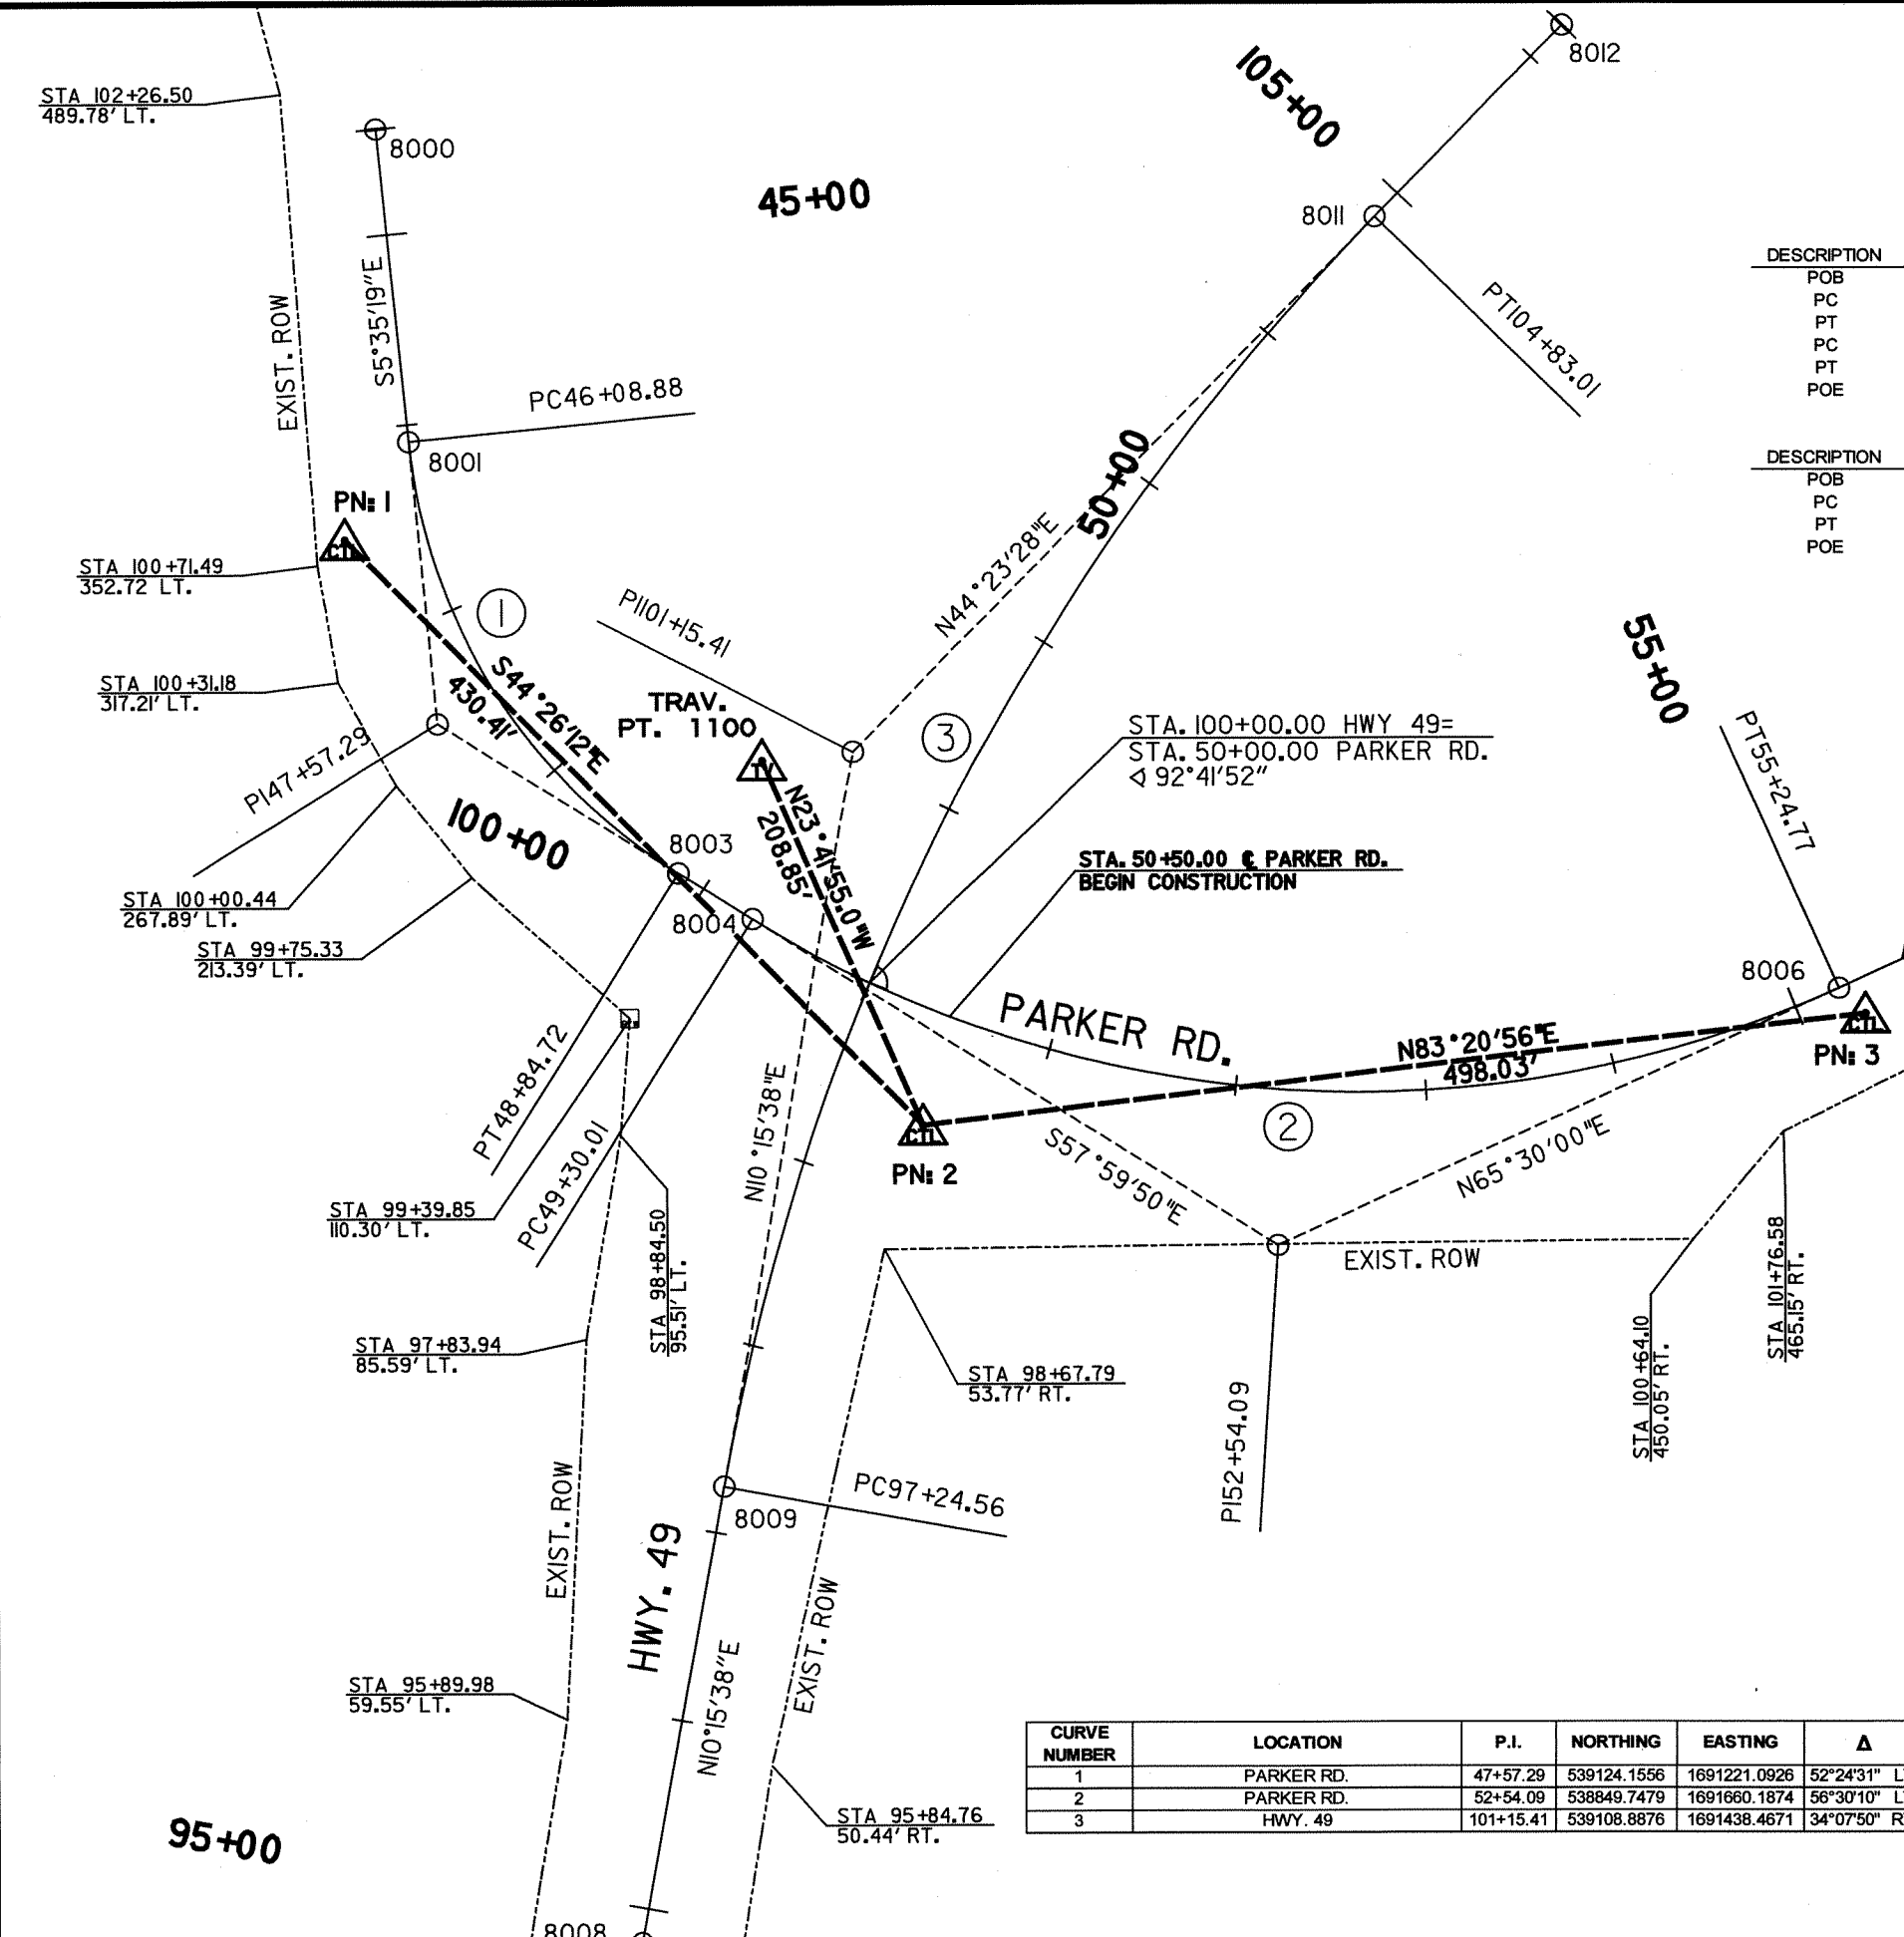 8012
105+00
STA 102+26.50
489.78' LT.
8000
45+00
8011
S5°35'19"E
DESCRIPTION
POB
PC
PT
PC
PT
POE
PT104+83.01
EXIST. ROW
PC46+08.88
8001
50+00
DESCRIPTION
POB
PC
PT
POE
PN: 1
CTL
STA 100+71.49
352.72 LT.
N44°23'28"E
1
PI101+15.41
S44°26'12"E
430.41'
STA 100+31.18
317.21' LT.
TRAV.
PT. 1100
TV
3
55+00
STA. 100+00.00 HWY 49=
STA. 50+00.00 PARKER RD.
∢ 92°41'52"
PT55+24.77
PI47+57.29
100+00
N23°41'55.0"W
208.85'
8003
STA. 50+50.00 ℄ PARKER RD.
BEGIN CONSTRUCTION
STA 100+00.44
267.89' LT.
8004
STA 99+75.33
213.39' LT.
8006
PARKER RD.
N83°20'56"E
498.03'
CTL
PN: 3
PT48+84.72
N10°15'38"E
CTL
PN: 2
2
S57°59'50"E
N65°30'00"E
STA 99+39.85
110.30' LT.
PC49+30.01
STA 98+84.50
95.51' LT.
EXIST. ROW
STA 101+76.58
465.15' RT.
STA 97+83.94
85.59' LT.
STA 98+67.79
53.77' RT.
STA 100+64.10
450.05' RT.
PI52+54.09
PC97+24.56
8009
EXIST. ROW
HWY. 49
EXIST. ROW
N10°15'38"E
STA 95+89.98
59.55' LT.
STA 95+84.76
50.44' RT.
95+00
8008
CURVE NUMBER LOCATION P.I. NORTHING EASTING Δ
1 PARKER RD. 47+57.29 539124.1556 1691221.0926 52°24'31" L
2 PARKER RD. 52+54.09 538849.7479 1691660.1874 56°30'10" L
3 HWY. 49 101+15.41 539108.8876 1691438.4671 34°07'50" R